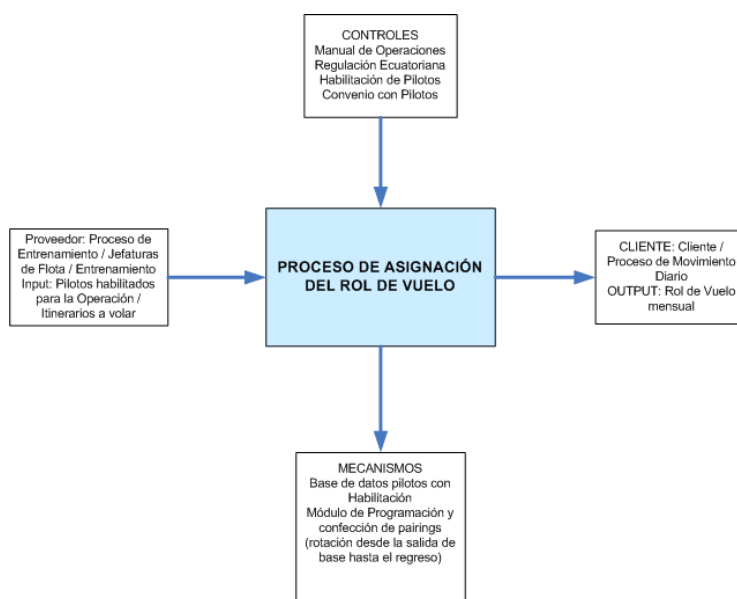 CONTROLES
Manual de Operaciones
Regulación Ecuatoriana
Habilitación de Pilotos
Convenio con Pilotos
Proveedor: Proceso de
Entrenamiento / Jefaturas
de Flota / Entrenamiento
Input: Pilotos habilitados
para la Operación /
Itinerarios a volar
PROCESO DE ASIGNACIÓN
DEL ROL DE VUELO
CLIENTE: Cliente /
Proceso de Movimiento
Diario
OUTPUT: Rol de Vuelo
mensual
MECANISMOS
Base de datos pilotos con
Habilitación
Módulo de Programación y
confección de pairings
(rotación desde la salida de
base hasta el regreso)